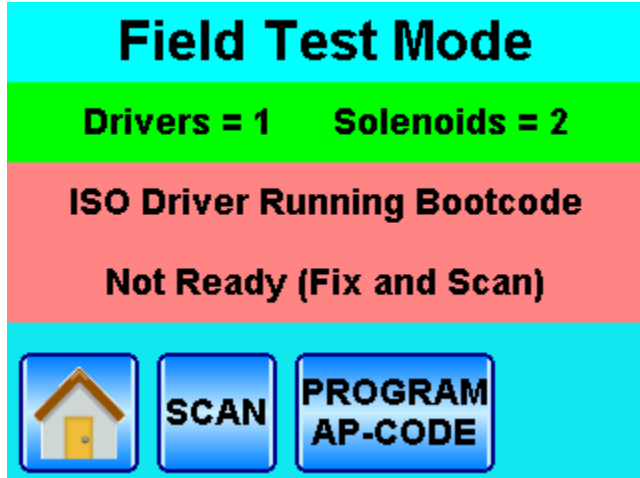 Field Test Mode
Drivers = 1 Solenoids = 2
ISO Driver Running Bootcode
Not Ready (Fix and Scan)
SCAN
PROGRAM
AP-CODE